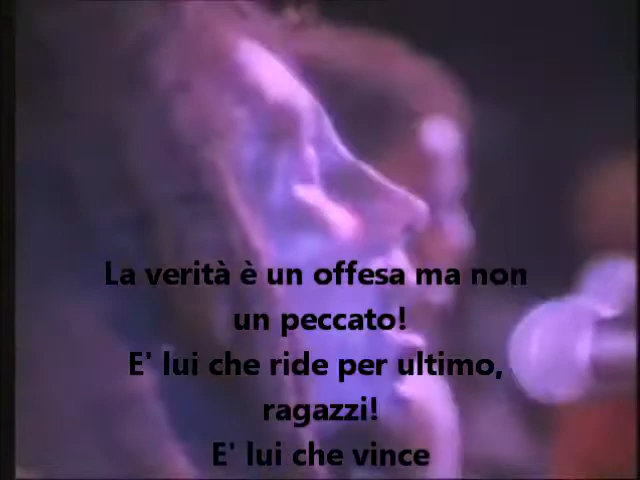 La verità è un offesa ma non
un peccato!
E' lui che ride per ultimo,
ragazzi!
E' lui che vince